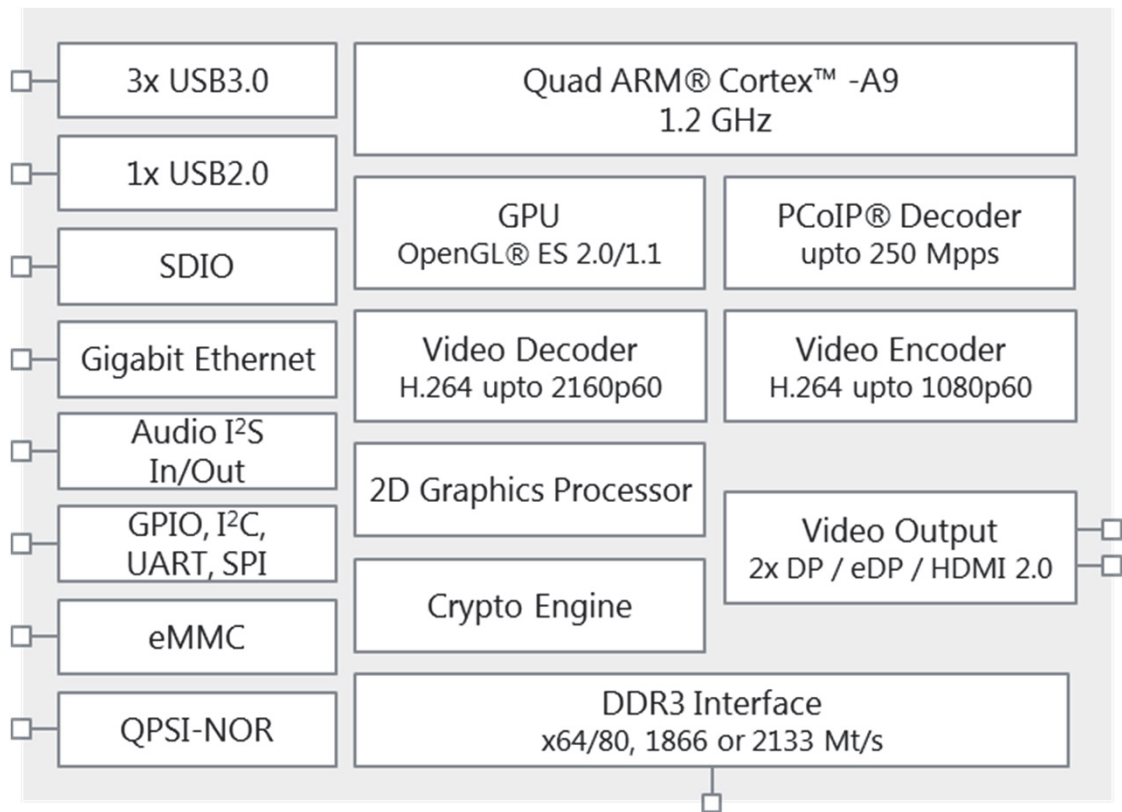 3x USB3.0
1x USB2.0
SDIO
Gigabit Ethernet
Audio I²S
In/Out
GPIO, I²C,
UART, SPI
eMMC
QPSI-NOR
Quad ARM® Cortex™ -A9
1.2 GHz
GPU
OpenGL® ES 2.0/1.1
PCoIP® Decoder
upto 250 Mpps
Video Decoder
H.264 upto 2160p60
Video Encoder
H.264 upto 1080p60
2D Graphics Processor
Video Output
2x DP / eDP / HDMI 2.0
Crypto Engine
DDR3 Interface
x64/80, 1866 or 2133 Mt/s